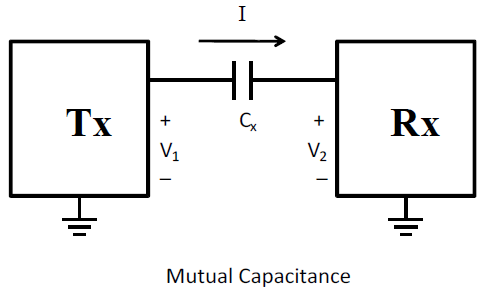 I
Tx
+
Cₓ
+
Rx
V₁
V₂
–
–
Mutual Capacitance